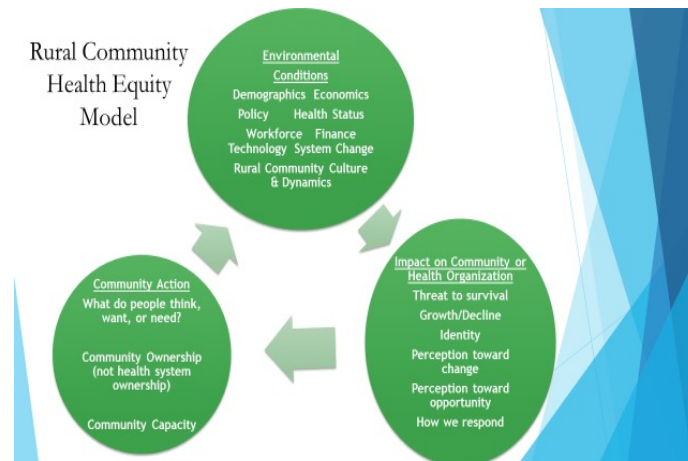 Rural Community
Health Equity
Model
Environmental
Conditions
Demographics Economics
Policy Health Status
Workforce Finance
Technology System Change
Rural Community Culture
& Dynamics
Impact on Community or
Health Organization
Threat to survival
Growth/Decline
Identity
Perception toward
change
Perception toward
opportunity
How we respond
Community Action
What do people think,
want, or need?
Community Ownership
(not health system
ownership)
Community Capacity